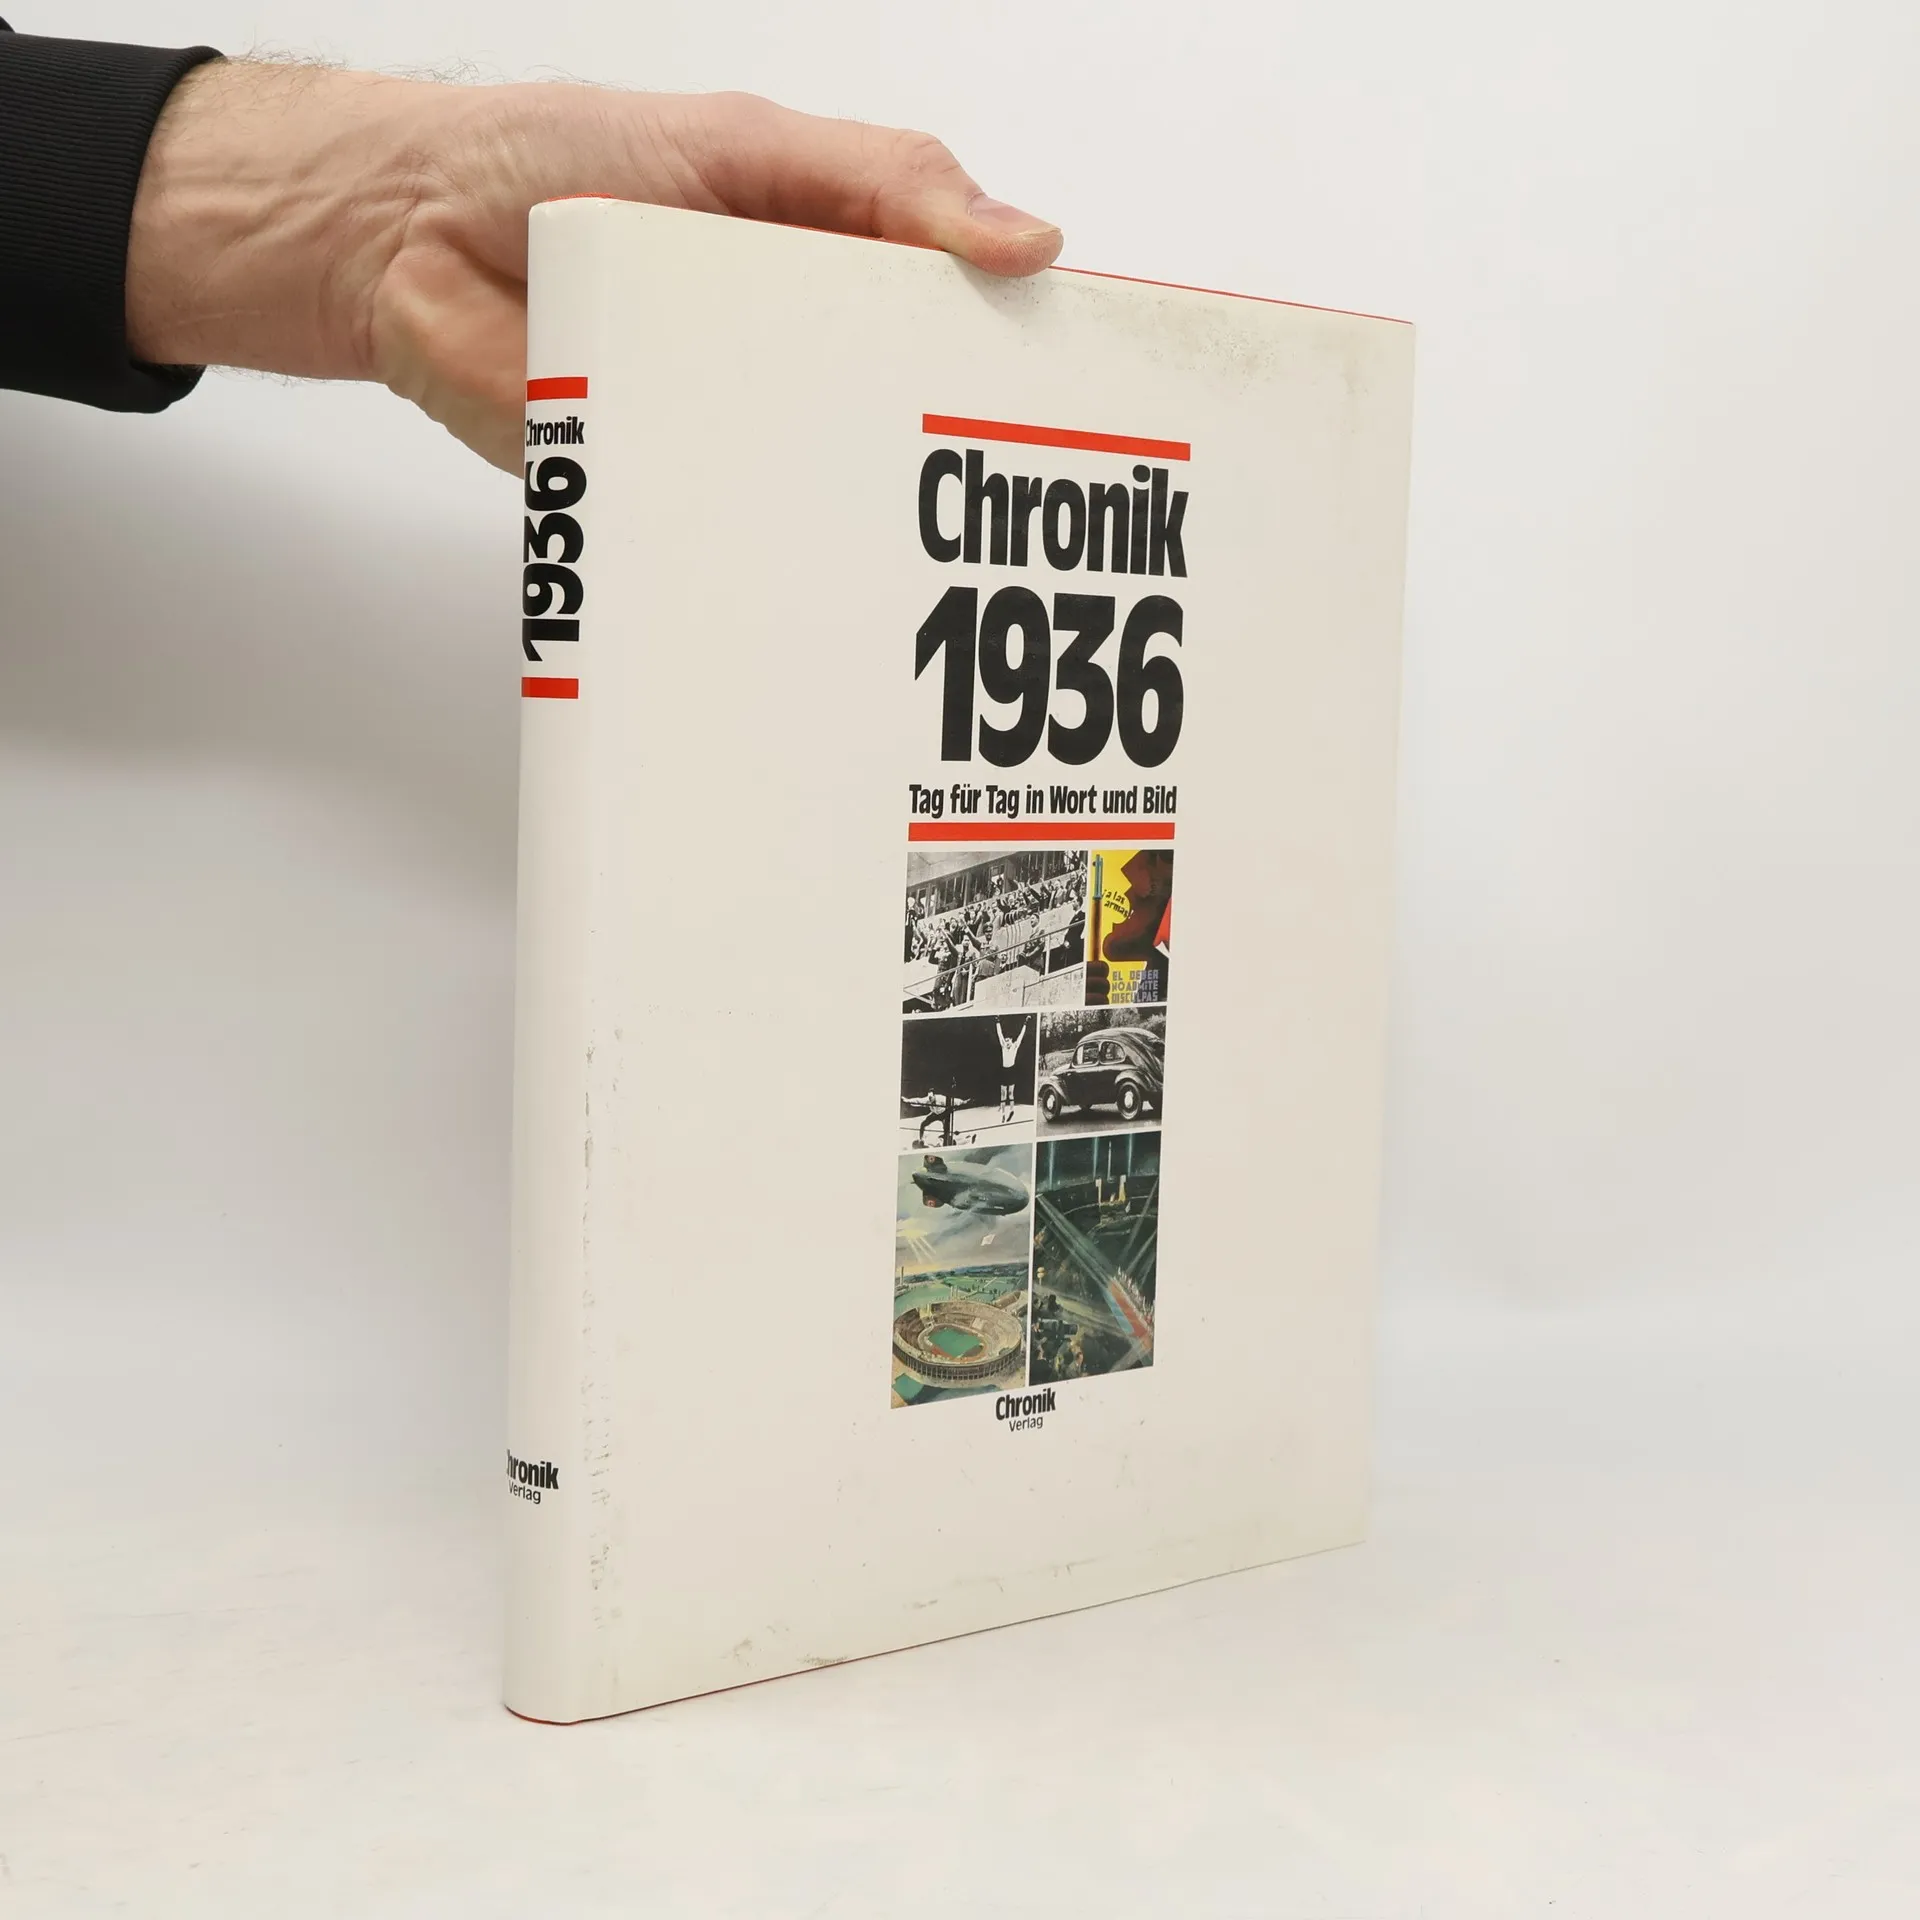 Chronik
1936
Chronik
Verlag
Chronik
1936
Tag für Tag in Wort und Bild
a las
armas!
EL DEBER
NO ADMITE
DISCULPAS
Chronik
Verlag